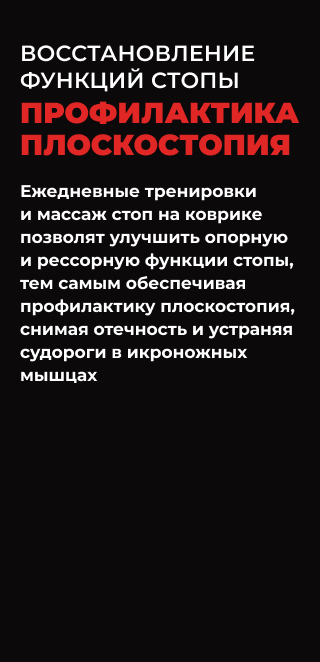 ВОССТАНОВЛЕНИЕ
ФУНКЦИЙ СТОПЫ
ПРОФИЛАКТИКА
ПЛОСКОСТОПИЯ
Ежедневные тренировки
и массаж стоп на коврике
позволят улучшить опорную
и рессорную функции стопы,
тем самым обеспечивая
профилактику плоскостопия,
снимая отечность и устраняя
судороги в икроножных
мышцах